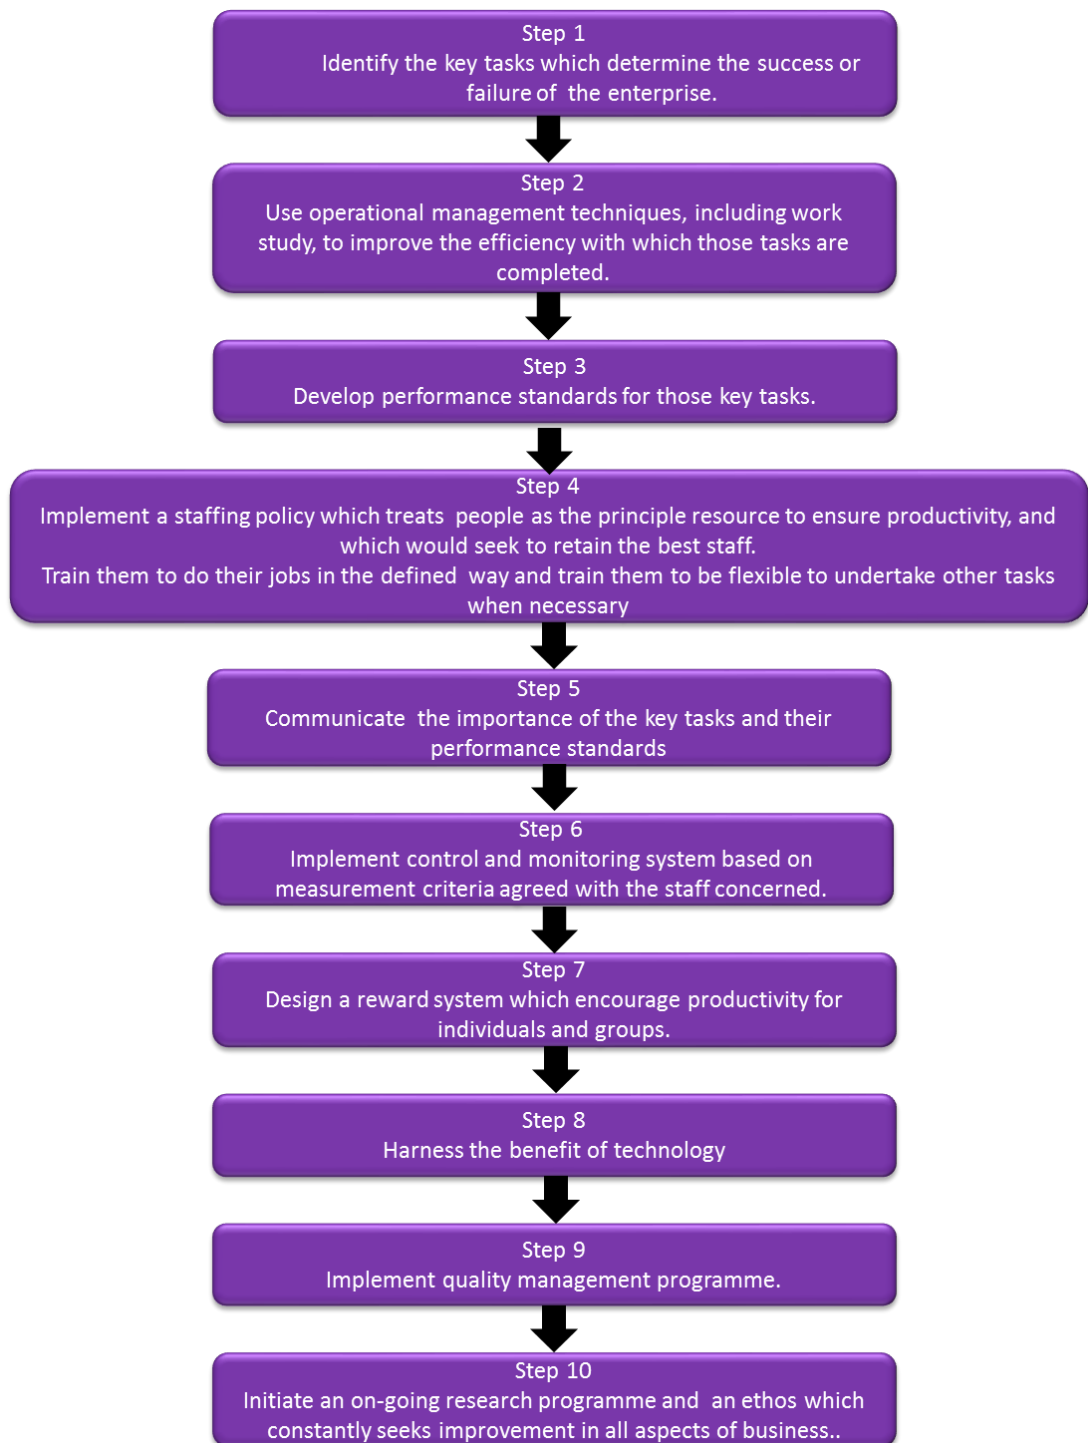 Step 1
Identify the key tasks which determine the success or
failure of the enterprise.
Step 2
Use operational management techniques, including work
study, to improve the efficiency with which those tasks are
completed.
Step 3
Develop performance standards for those key tasks.
Step 4
Implement a staffing policy which treats people as the principle resource to ensure productivity, and
which would seek to retain the best staff.
Train them to do their jobs in the defined way and train them to be flexible to undertake other tasks
when necessary
Step 5
Communicate the importance of the key tasks and their
performance standards
Step 6
Implement control and monitoring system based on
measurement criteria agreed with the staff concerned.
Step 7
Design a reward system which encourage productivity for
individuals and groups.
Step 8
Harness the benefit of technology
Step 9
Implement quality management programme.
Step 10
Initiate an on-going research programme and an ethos which
constantly seeks improvement in all aspects of business..